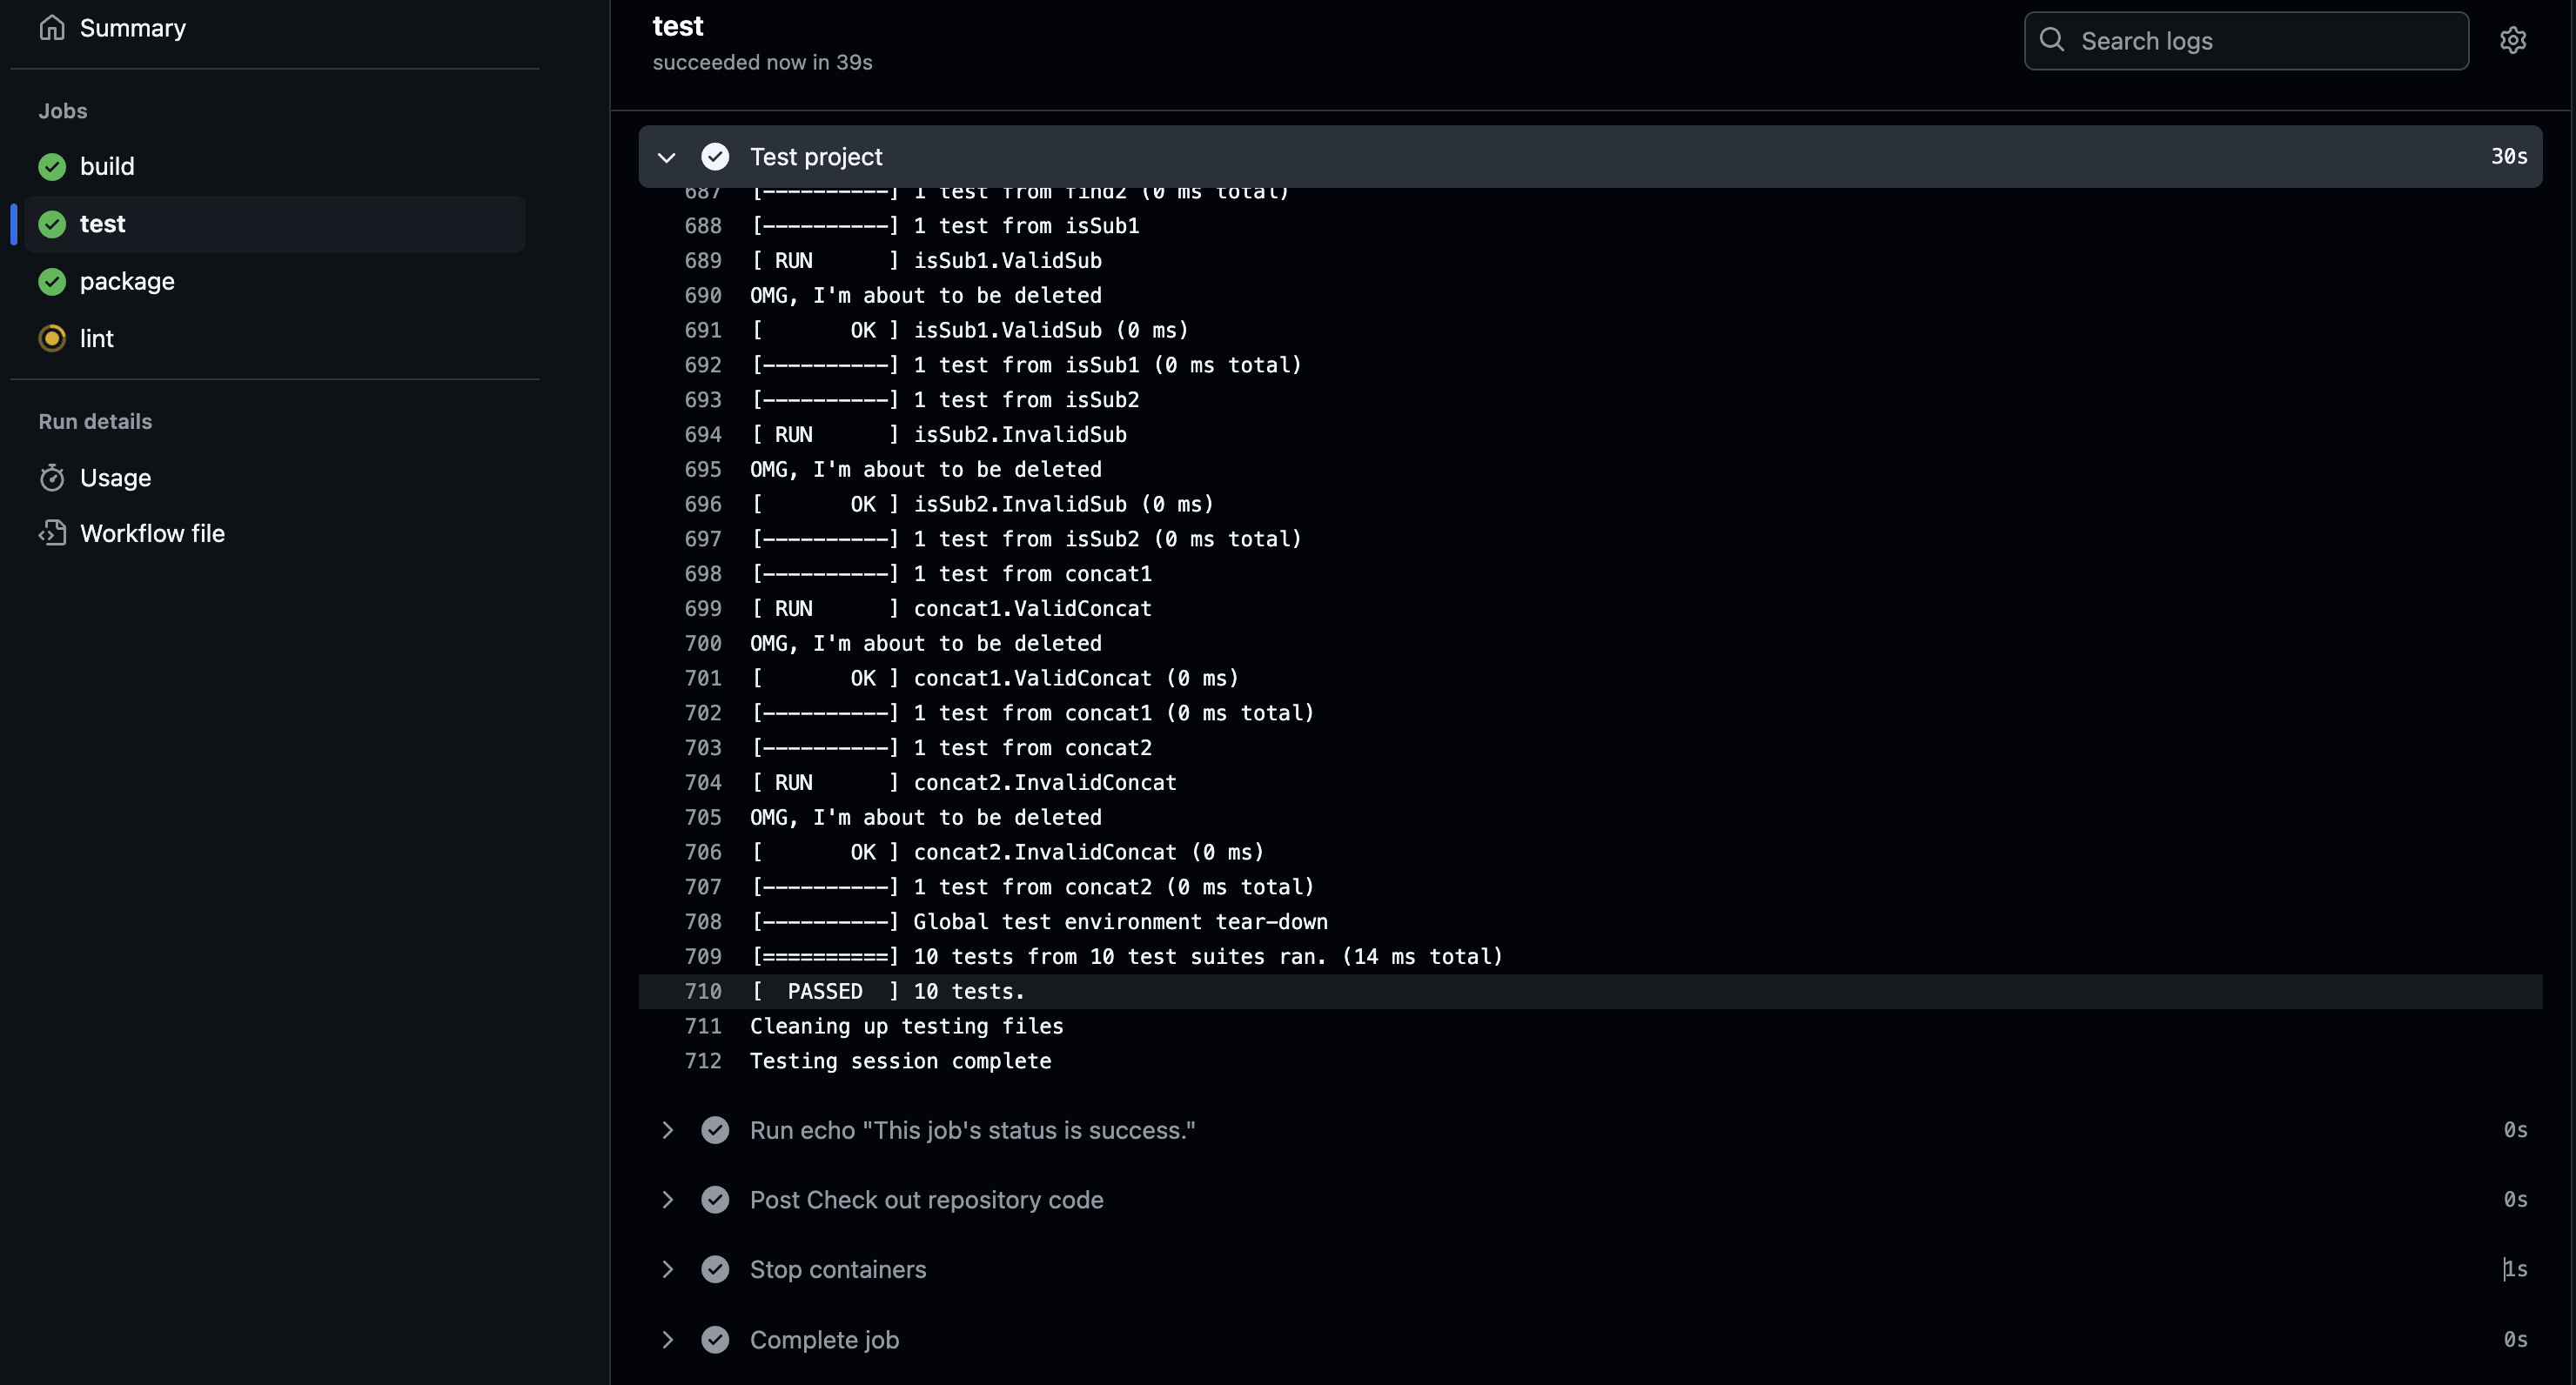 Summary
Jobs
build
test
package
lint
Run details
Usage
Workflow file
test
succeeded now in 39s
Search logs
Test project 30s
687 [----------] 1 test from find2 (0 ms total)
688 [----------] 1 test from isSub1
689 [ RUN      ] isSub1.ValidSub
690 OMG, I'm about to be deleted
691 [       OK ] isSub1.ValidSub (0 ms)
692 [----------] 1 test from isSub1 (0 ms total)
693 [----------] 1 test from isSub2
694 [ RUN      ] isSub2.InvalidSub
695 OMG, I'm about to be deleted
696 [       OK ] isSub2.InvalidSub (0 ms)
697 [----------] 1 test from isSub2 (0 ms total)
698 [----------] 1 test from concat1
699 [ RUN      ] concat1.ValidConcat
700 OMG, I'm about to be deleted
701 [       OK ] concat1.ValidConcat (0 ms)
702 [----------] 1 test from concat1 (0 ms total)
703 [----------] 1 test from concat2
704 [ RUN      ] concat2.InvalidConcat
705 OMG, I'm about to be deleted
706 [       OK ] concat2.InvalidConcat (0 ms)
707 [----------] 1 test from concat2 (0 ms total)
708 [----------] Global test environment tear-down
709 [==========] 10 tests from 10 test suites ran. (14 ms total)
710 [  PASSED  ] 10 tests.
711 Cleaning up testing files
712 Testing session complete
Run echo "This job's status is success." 0s
Post Check out repository code 0s
Stop containers 1s
Complete job 0s